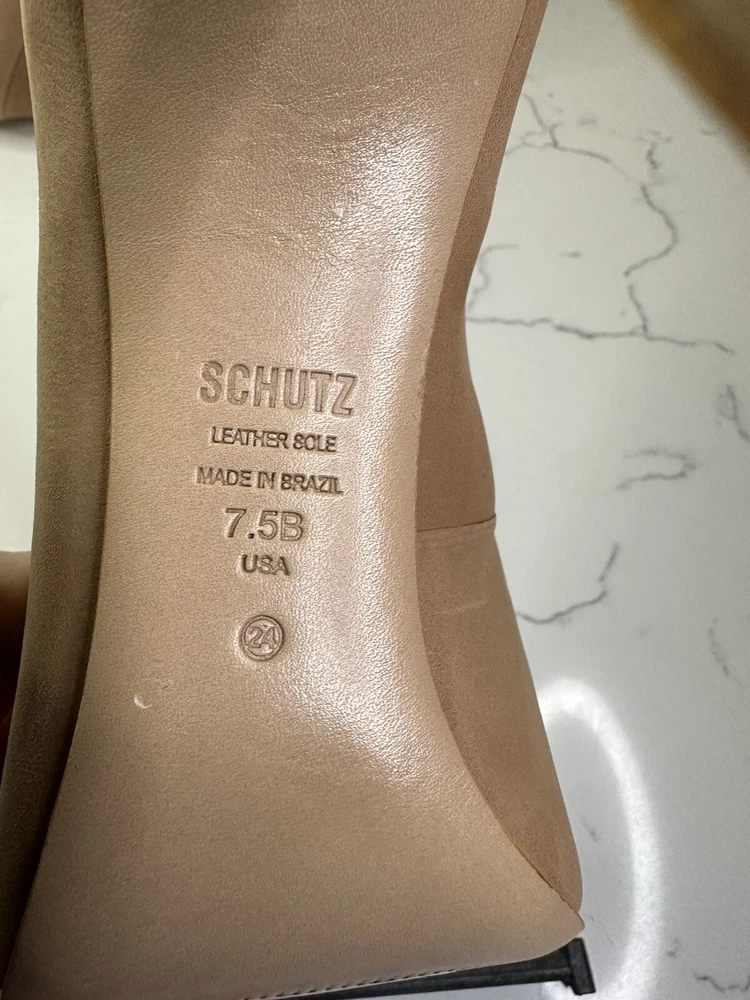 SCHUTZ
LEATHER SOLE
MADE IN BRAZIL
7.5B
USA
24